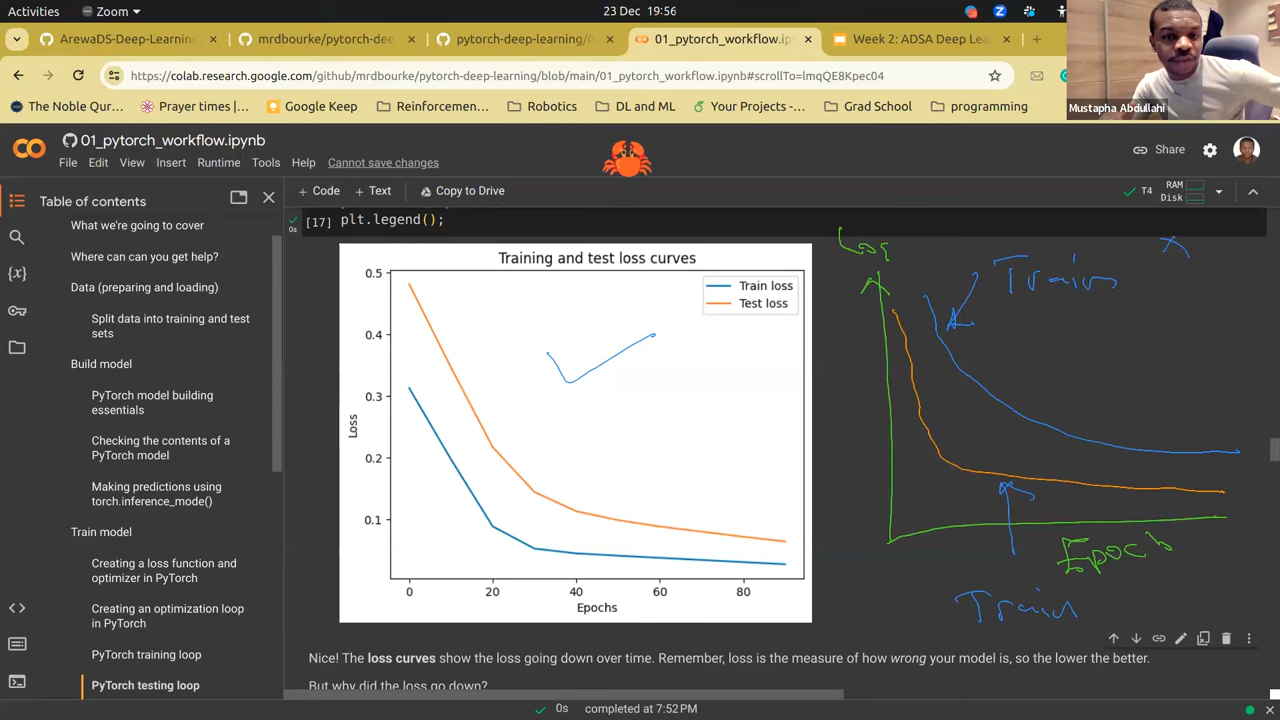 Activities
Zoom
23 Dec 19:56
ArewaDS-Deep-Learning
mrdbourke/pytorch-dee
pytorch-deep-learning/0
01_pytorch_workflow.ipy
Week 2: ADSA Deep Lea
https://colab.research.google.com/github/mrdbourke/pytorch-deep-learning/blob/main/01_pytorch_workflow.ipynb#scrollTo=lmqQE8Kpec04
The Noble Qur...
Prayer times |...
Google Keep
Reinforcemen...
Robotics
DL and ML
Your Projects -...
Grad School
programming
Mustapha Abdullahi
01_pytorch_workflow.ipynb
File Edit View Insert Runtime Tools Help Cannot save changes
Share
+ Code + Text Copy to Drive
T4 RAM
Disk
Table of contents
What we're going to cover
Where can can you get help?
Data (preparing and loading)
Split data into training and test
sets
Build model
PyTorch model building
essentials
Checking the contents of a
PyTorch model
Making predictions using
torch.inference_mode()
Train model
Creating a loss function and
optimizer in PyTorch
Creating an optimization loop
in PyTorch
PyTorch training loop
PyTorch testing loop
[17] plt.legend();
0s
Training and test loss curves
Train loss
Test loss
0.5
0.4
0.3
0.2
0.1
Loss
0 20 40 60 80
Epochs
Train
X
Epoch
Train
Nice! The loss curves show the loss going down over time. Remember, loss is the measure of how wrong your model is, so the lower the better.
But why did the loss go down?
0s completed at 7:52 PM